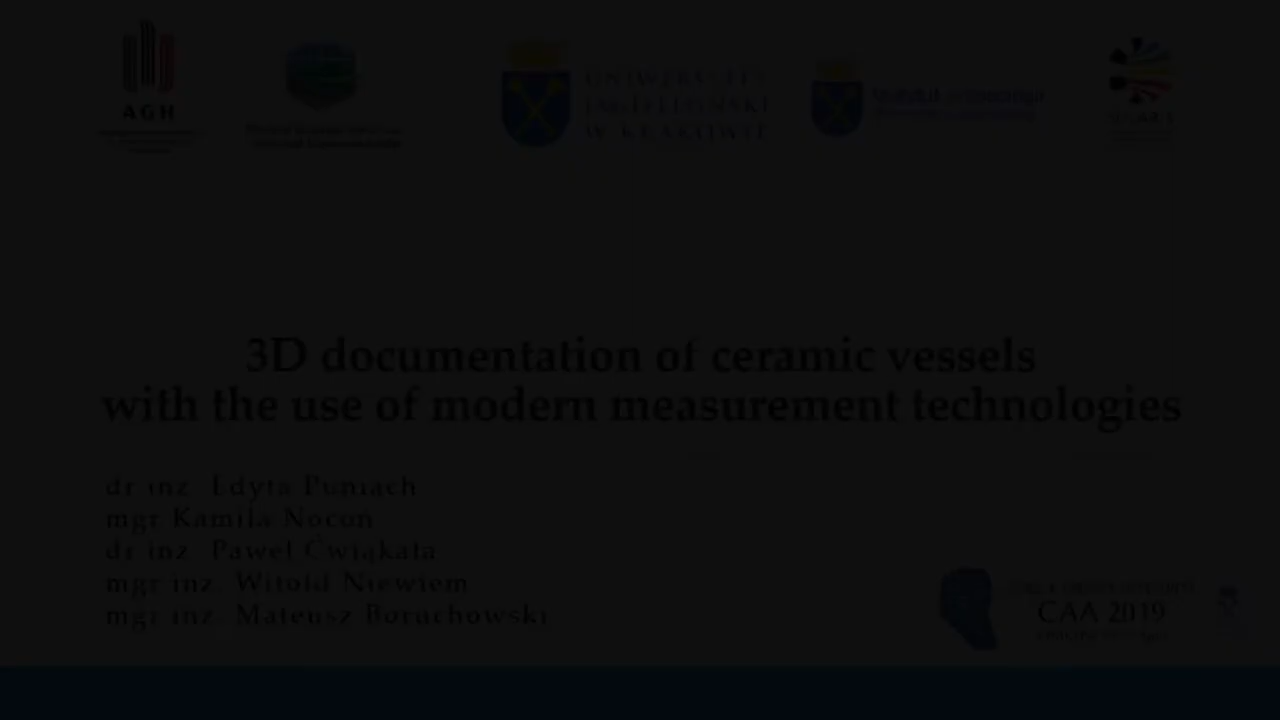 AGH
UNIWERSYTET
JAGIELLOŃSKI
W KRAKOWIE
3D documentation of ceramic vessels
with the use of modern measurement technologies
dr inż. Edyta Puniach
mgr Kamila Nocoń
dr inż. Paweł Ćwiąkała
mgr inż. Witold Niewiem
mgr inż. Mateusz Boruchowski
CAA 2019